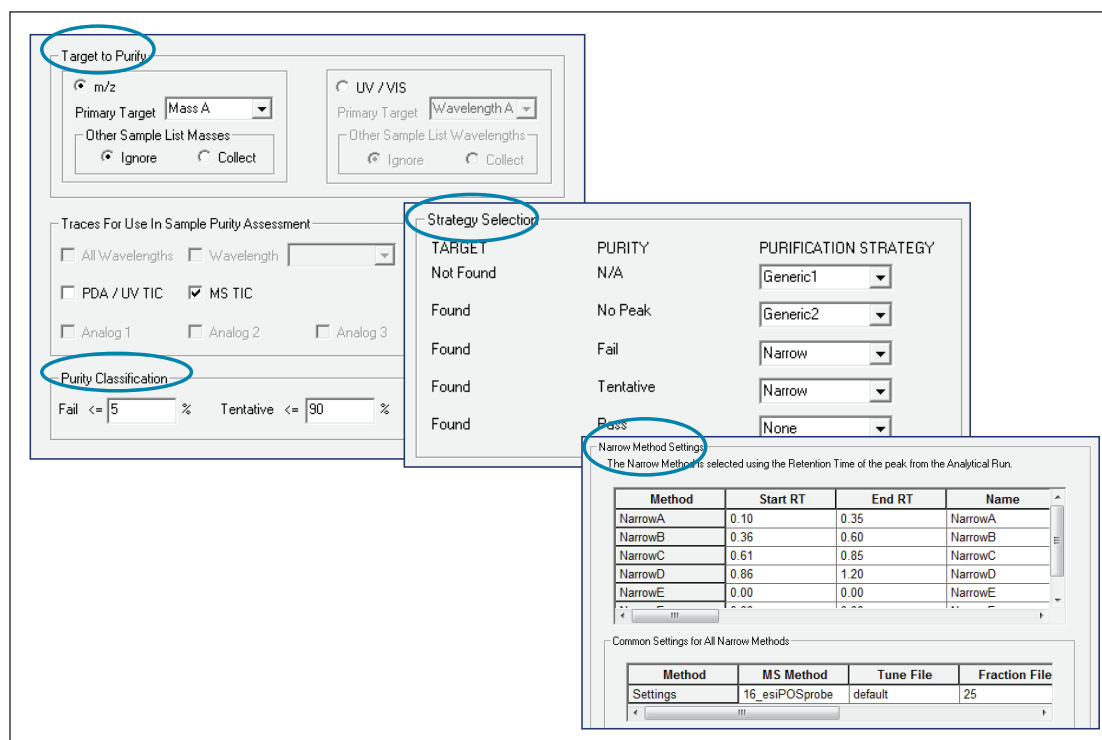 Target to Purify
m/z
Primary Target Mass A
Other Sample List Masses
Ignore Collect
UV / VIS
Primary Target Wavelength A
Other Sample List Wavelengths
Ignore Collect
Traces For Use In Sample Purity Assessment
All Wavelengths Wavelength
PDA / UV TIC MS TIC
Analog 1 Analog 2 Analog 3
Purity Classification
Fail <= 5 % Tentative <= 90 %
Strategy Selection
TARGET PURITY PURIFICATION STRATEGY
Not Found N/A Generic1
Found No Peak Generic2
Found Fail Narrow
Found Tentative Narrow
Found Pass None
Narrow Method Settings
The Narrow Method is selected using the Retention Time of the peak from the Analytical Run.
Method Start RT End RT Name
NarrowA 0.10 0.35 NarrowA
NarrowB 0.36 0.60 NarrowB
NarrowC 0.61 0.85 NarrowC
NarrowD 0.86 1.20 NarrowD
NarrowE 0.00 0.00 NarrowE
Common Settings for All Narrow Methods
Method MS Method Tune File Fraction File
Settings 16_esiPOSprobe default 25